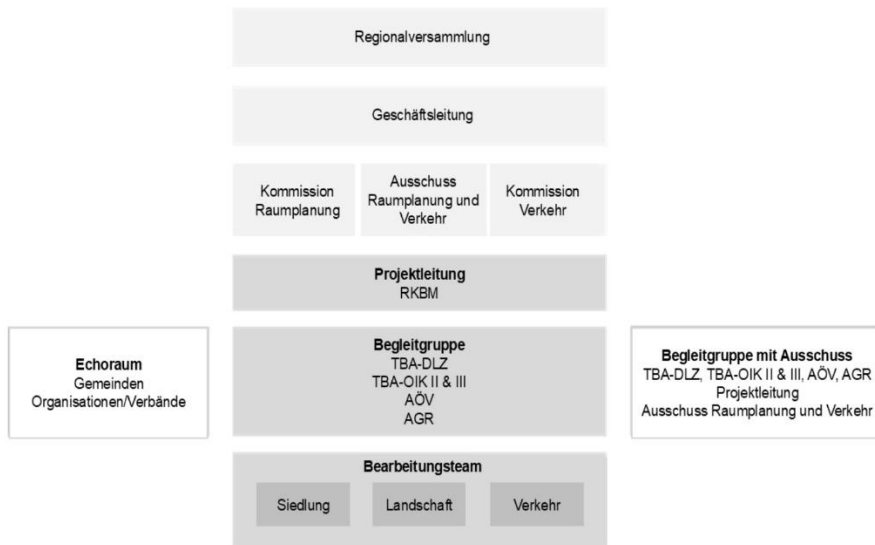 Regionalversammlung
Geschäftsleitung
Kommission
Raumplanung
Ausschuss
Raumplanung und
Verkehr
Kommission
Verkehr
Projektleitung
RKBM
Echoraum
Gemeinden
Organisationen/Verbände
Begleitgruppe
TBA-DLZ
TBA-OIK II & III
AÖV
AGR
Begleitgruppe mit Ausschuss
TBA-DLZ, TBA-OIK II & III, AÖV, AGR
Projektleitung
Ausschuss Raumplanung und Verkehr
Bearbeitungsteam
Siedlung
Landschaft
Verkehr